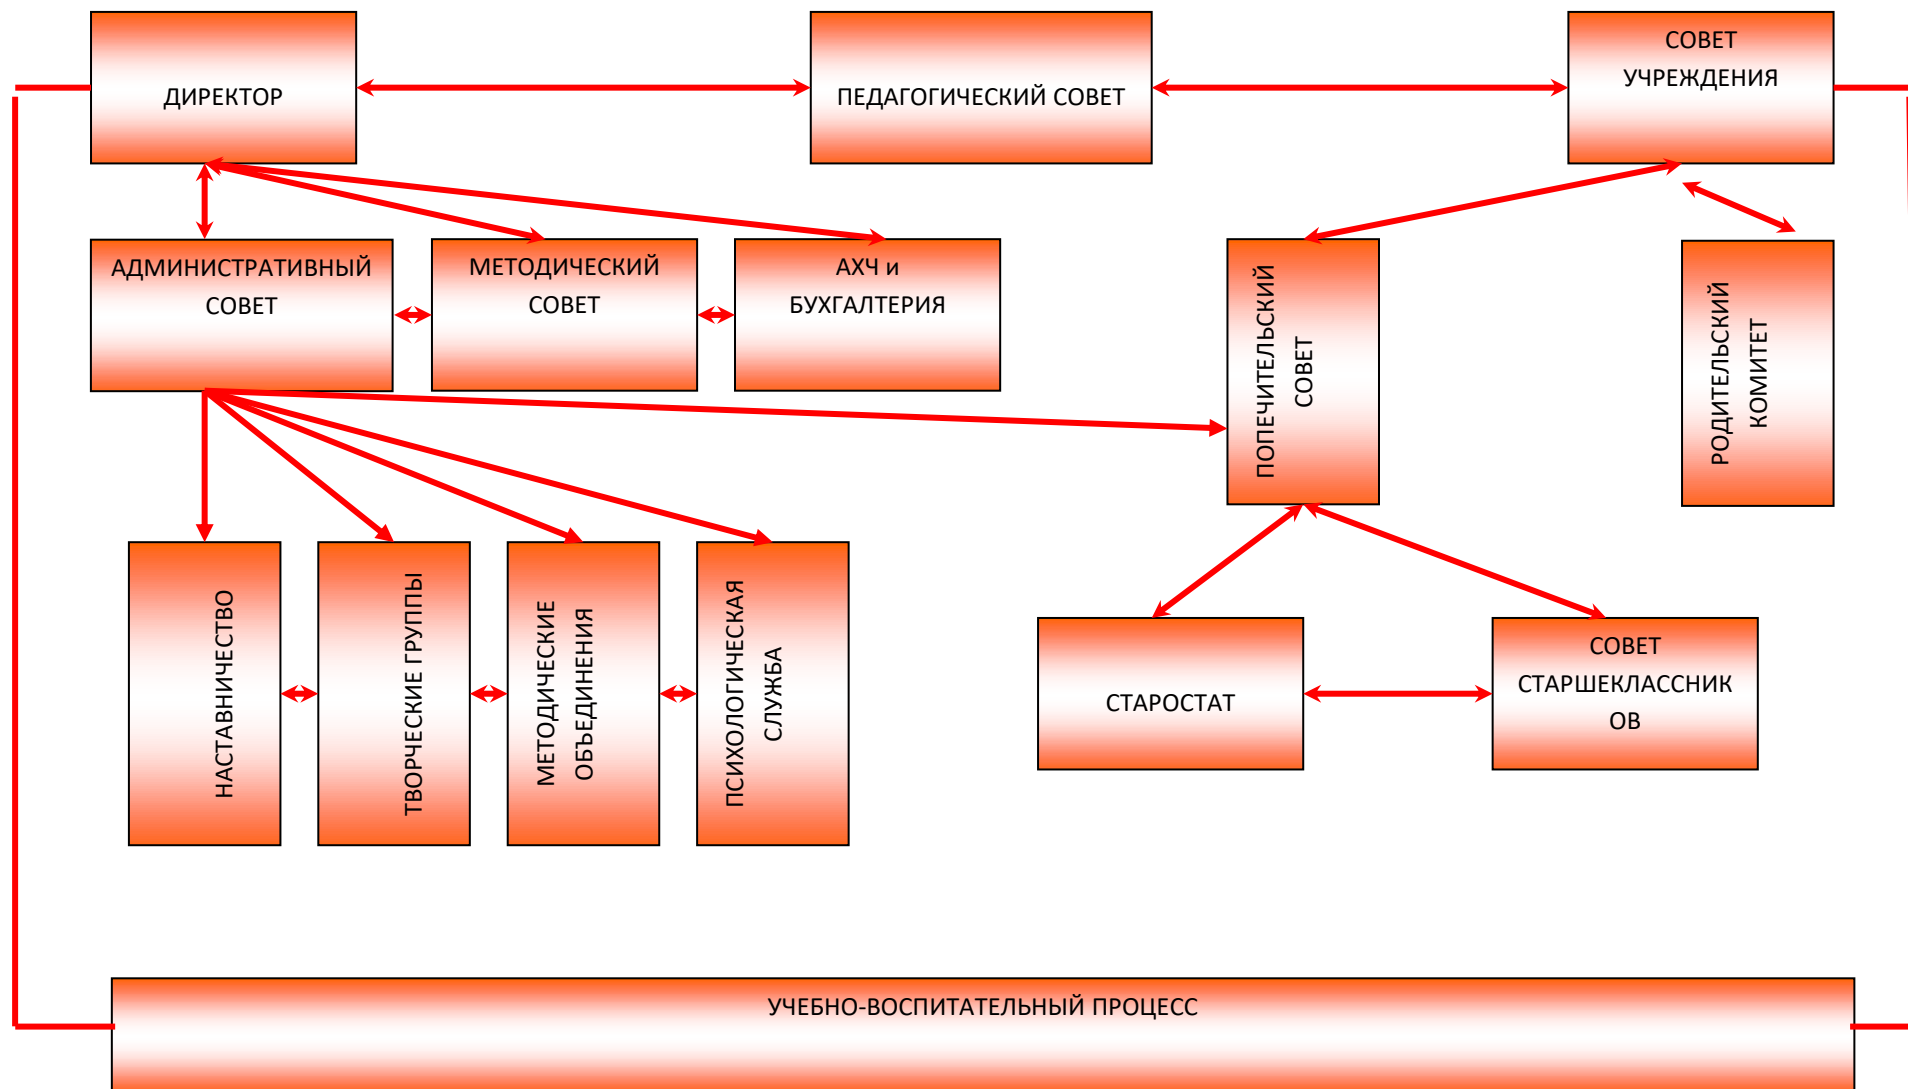 ДИРЕКТОР
ПЕДАГОГИЧЕСКИЙ СОВЕТ
СОВЕТ
УЧРЕЖДЕНИЯ
АДМИНИСТРАТИВНЫЙ
СОВЕТ
МЕТОДИЧЕСКИЙ
СОВЕТ
АХЧ и
БУХГАЛТЕРИЯ
ПОПЕЧИТЕЛЬСКИЙ
СОВЕТ
РОДИТЕЛЬСКИЙ
КОМИТЕТ
НАСТАВНИЧЕСТВО
ТВОРЧЕСКИЕ ГРУППЫ
МЕТОДИЧЕСКИЕ
ОБЪЕДИНЕНИЯ
ПСИХОЛОГИЧЕСКАЯ
СЛУЖБА
СТАРОСТАТ
СОВЕТ
СТАРШЕКЛАССНИК
ОВ
УЧЕБНО-ВОСПИТАТЕЛЬНЫЙ ПРОЦЕСС